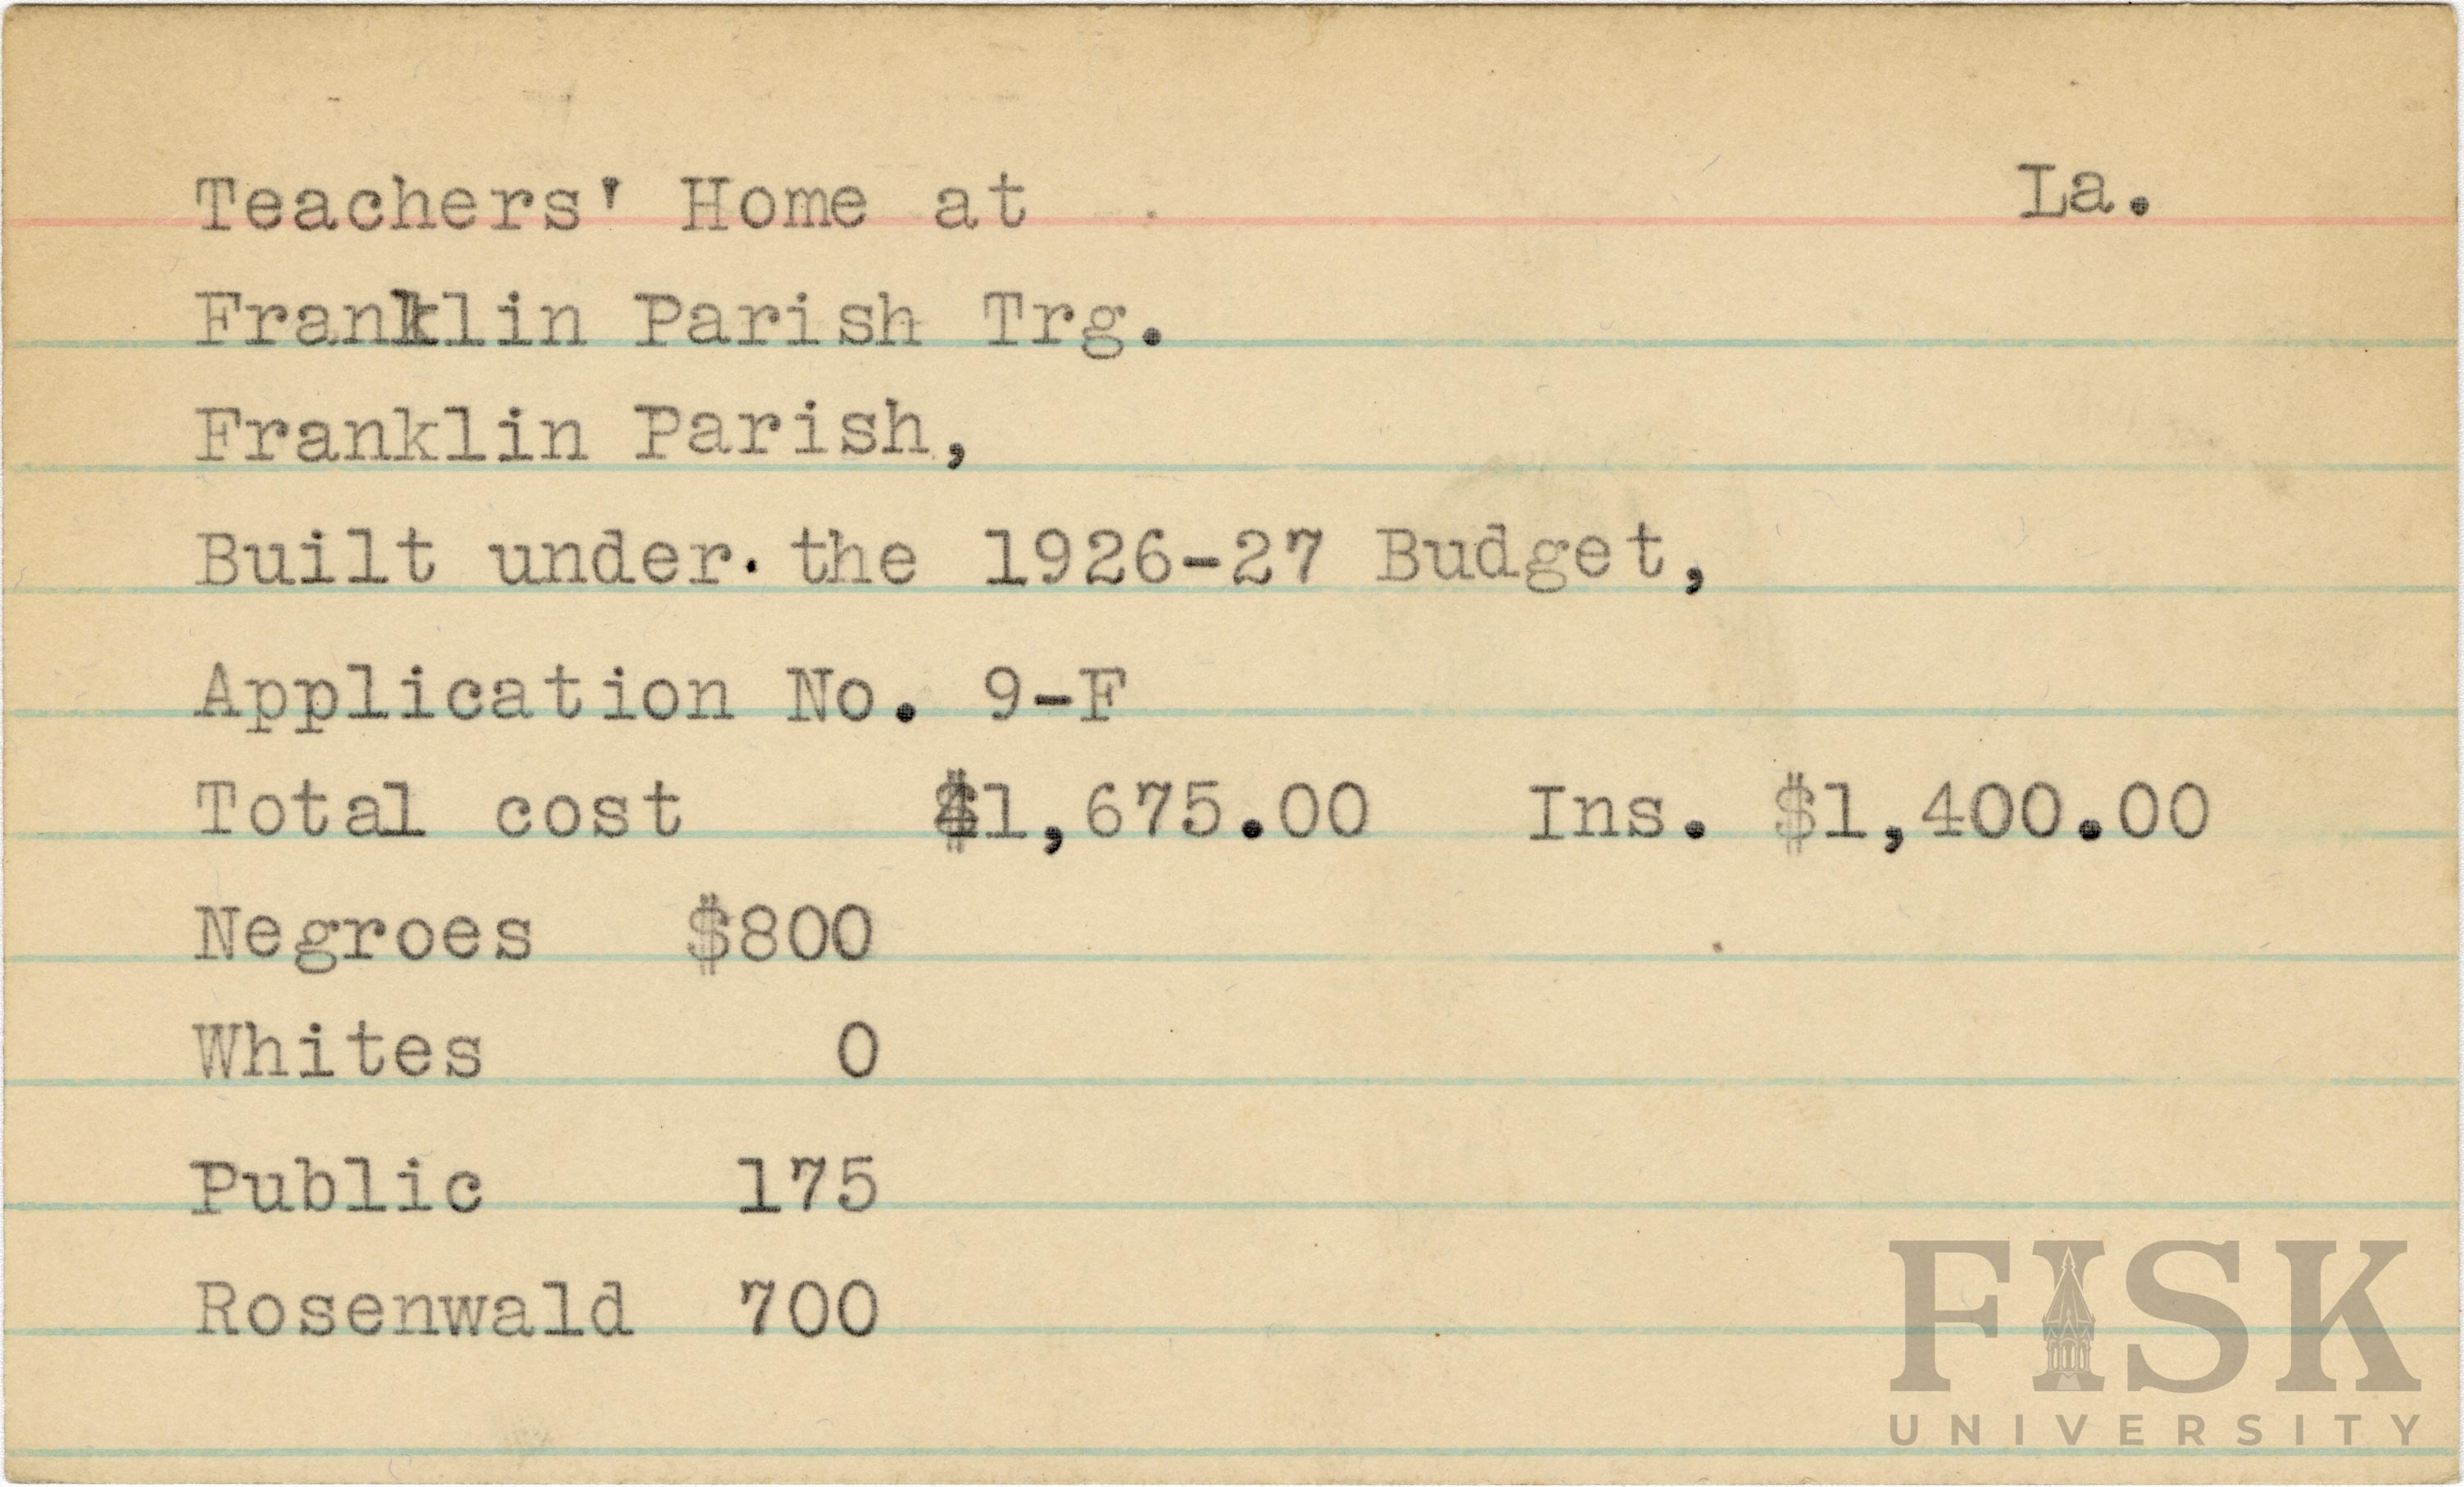 Teachers' Home at La.
Franklin Parish Trg.
Franklin Parish,
Built under. the 1926-27 Budget,
Application No. 9-F
Total cost $1,675.00 Ins. $1,400.00
Negroes $800
Whites 0
Public 175
Rosenwald 700
FISK
UNIVERSITY